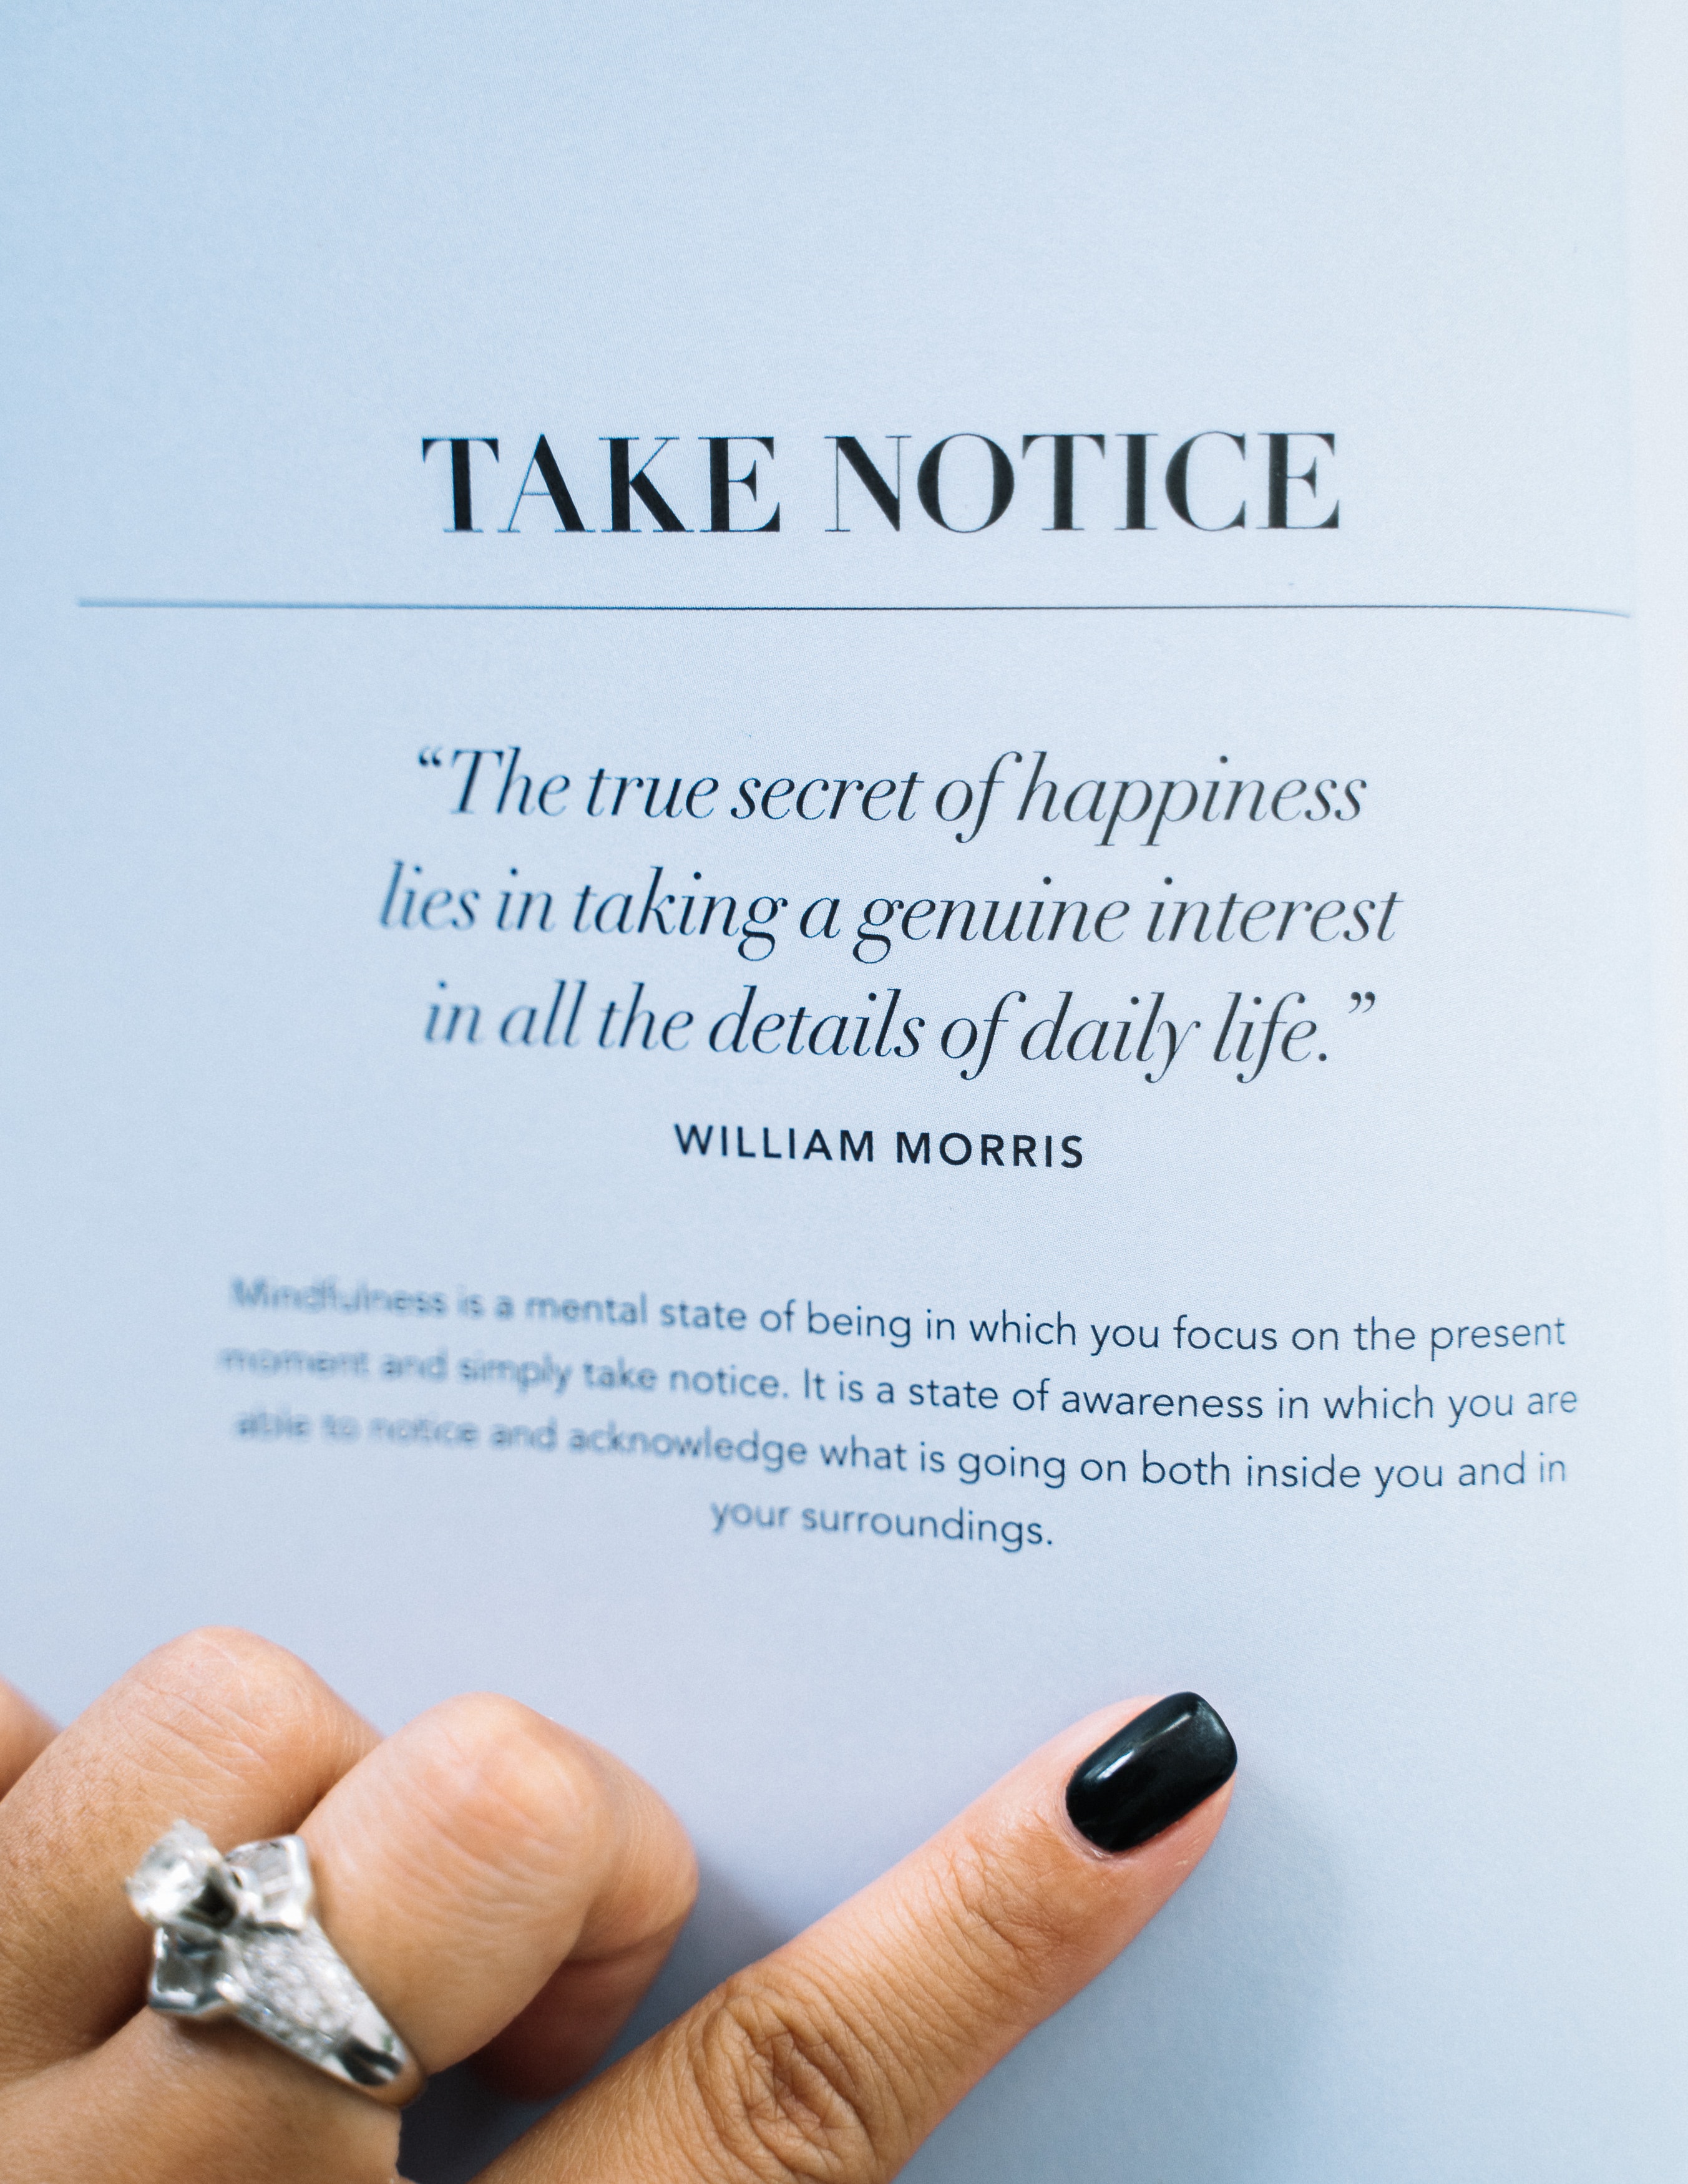 TAKE NOTICE
“The true secret of happiness
lies in taking a genuine interest
in all the details of daily life.”
WILLIAM MORRIS
Mindfulness is a mental state of being in which you focus on the present
moment and simply take notice. It is a state of awareness in which you are
able to notice and acknowledge what is going on both inside you and in
your surroundings.